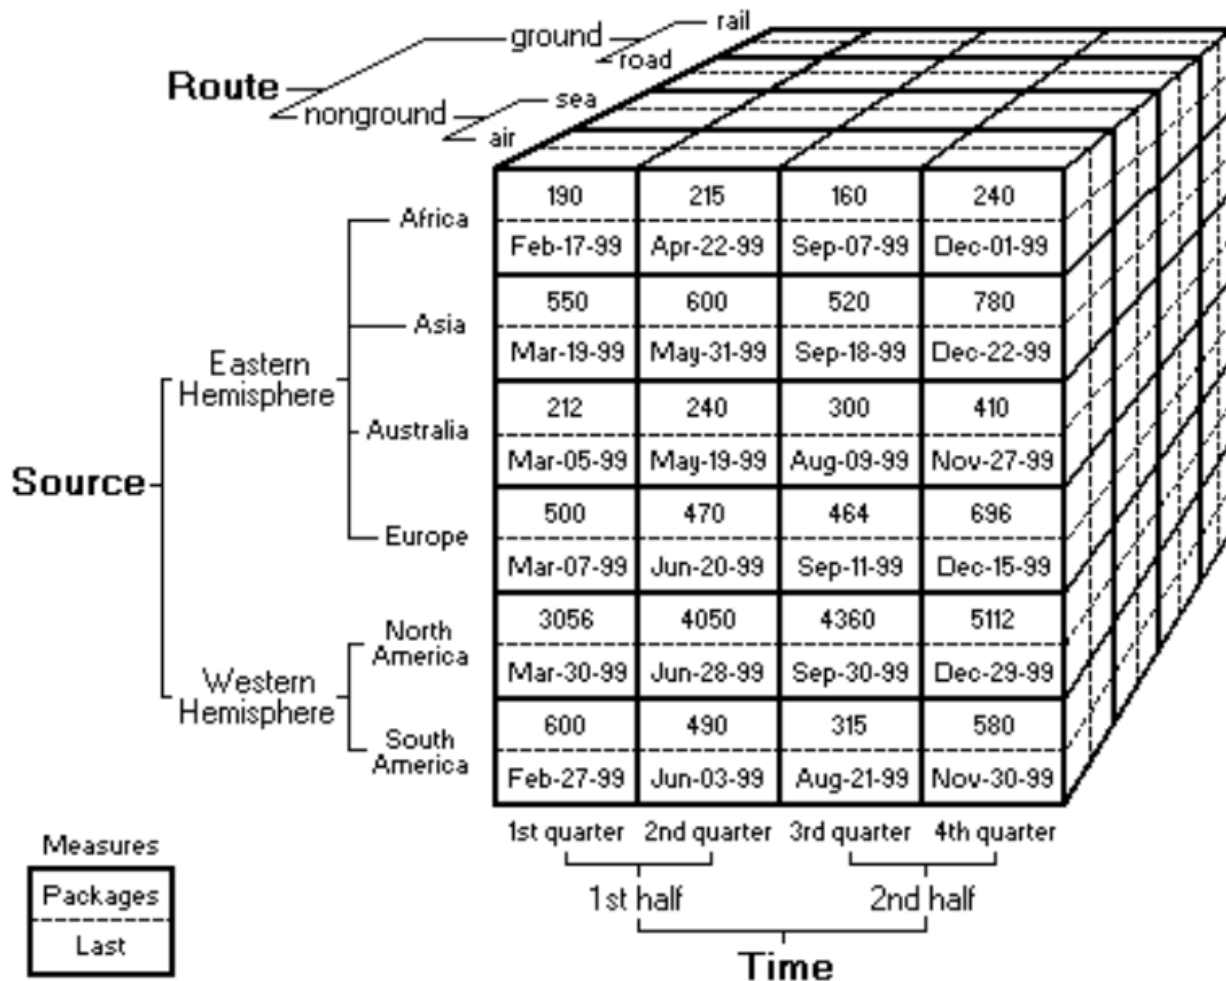 rail
ground
road
Route
sea
nonground
air
190 215 160 240
Africa
Feb-17-99 Apr-22-99 Sep-07-99 Dec-01-99
550 600 520 780
Asia
Mar-19-99 May-31-99 Sep-18-99 Dec-22-99
Eastern
Hemisphere
212 240 300 410
Australia
Mar-05-99 May-19-99 Aug-09-99 Nov-27-99
Source
500 470 464 696
Europe
Mar-07-99 Jun-20-99 Sep-11-99 Dec-15-99
3056 4050 4360 5112
North
America
Mar-30-99 Jun-28-99 Sep-30-99 Dec-29-99
Western
Hemisphere
600 490 315 580
South
America
Feb-27-99 Jun-03-99 Aug-21-99 Nov-30-99
1st quarter 2nd quarter 3rd quarter 4th quarter
Measures
Packages
Last
1st half 2nd half
Time